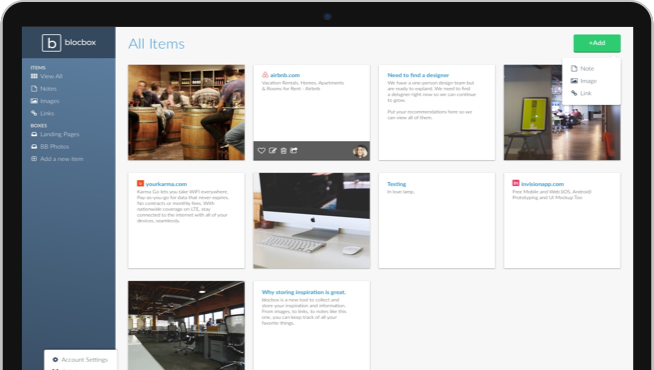 b blocbox
All Items
+Add
ITEMS
View All
Notes
Images
Links
BOXES
Landing Pages
BB Photos
Add a new item
Note
Image
Link
airbnb.com
Vacation Rentals, Homes, Apartments
& Rooms for Rent - Airbnb
Need to find a designer
We have a one-person design team but
are ready to expand. We need to find
a designer right now so we can continue
to grow.
Put your recommendations here so we
can view all of them.
yourkarma.com
Karma Go lets you take WiFi everywhere.
Pay-as-you-go for data that never expires.
No contracts or monthly fees. With
nationwide coverage on LTE, stay
connected to the internet with all of your
devices, seamlessly.
Testing
in love lamp.
in invisionapp.com
Free Mobile and Web (iOS, Android)
Prototyping and UI Mockup Too
Why storing inspiration is great.
Blocbox is a new tool to collect and
store your inspiration and information.
From images, to links, to notes like this
one, you can keep track of all your
favorite things.
Account Settings